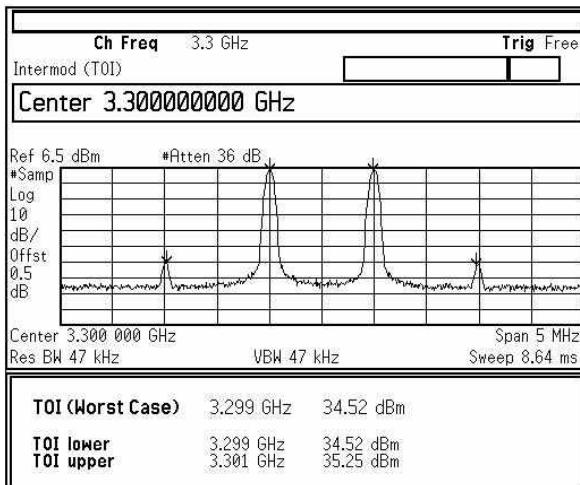 Ch Freq 3.3 GHz Trig Free
Intermod (TOI)
Center 3.300000000 GHz
Ref 6.5 dBm #Atten 36 dB
#Samp
Log
10
dB/
Offst
0.5
dB
Center 3.300 000 GHz Span 5 MHz
Res BW 47 kHz VBW 47 kHz Sweep 8.64 ms
TOI (Worst Case) 3.299 GHz 34.52 dBm
TOI lower 3.299 GHz 34.52 dBm
TOI upper 3.301 GHz 35.25 dBm